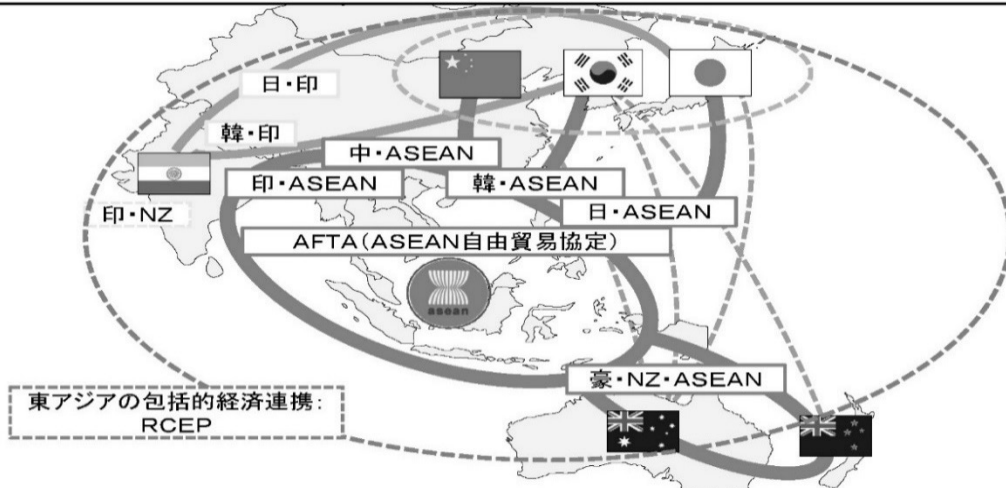 日・印
韓・印
中・ASEAN
印・ASEAN
韓・ASEAN
印・NZ
日・ASEAN
AFTA(ASEAN自由貿易協定)
asean
豪・NZ・ASEAN
東アジアの包括的経済連携:
RCEP